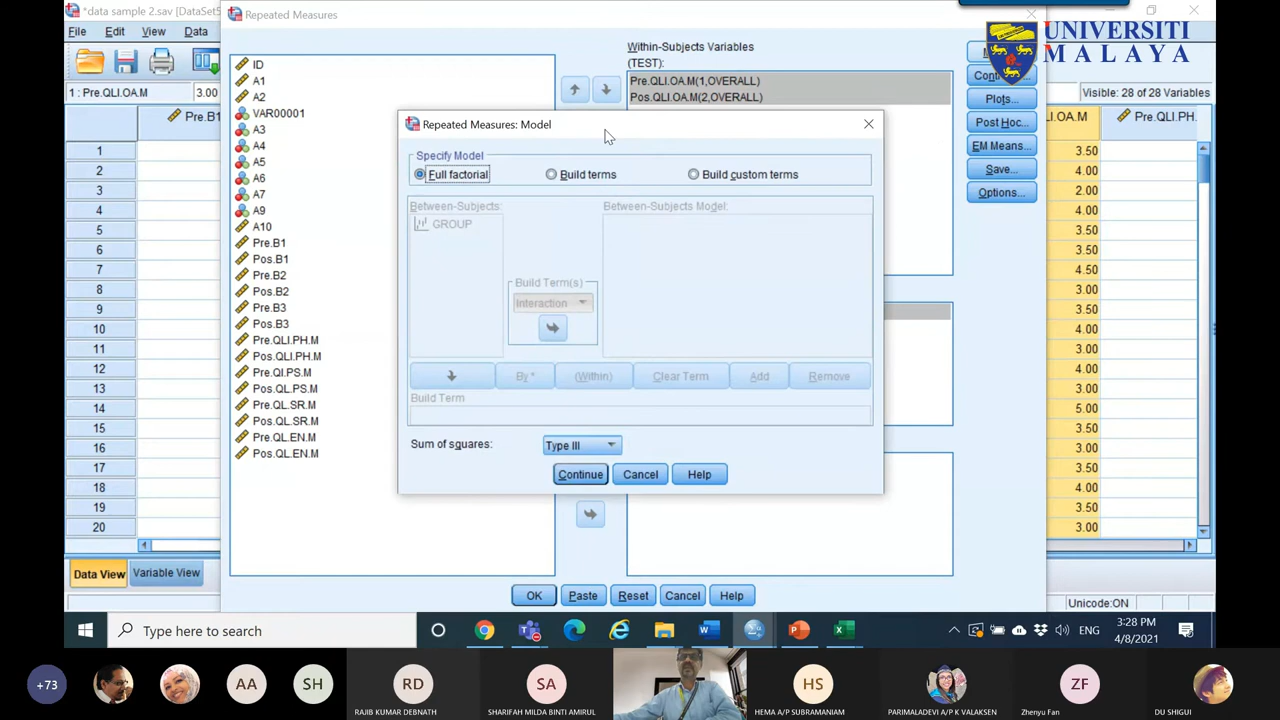 *data sample 2.sav [DataSet5
Repeated Measures
UNIVERSITI
MALAYA
File
Edit
View
Data
Within-Subjects Variables
(TEST):
Pre.QLI.OA.M(1,OVERALL)
Pos.QLI.OA.M(2,OVERALL)
1 : Pre.QLI.OA.M
3.00
Visible: 28 of 28 Variables
Plots...
Post Hoc...
EM Means...
Save...
Options...
Pre.B1
LI.OA.M
Pre.QLI.PH.
ID
A1
A2
VAR00001
A3
A4
A5
A6
A7
A9
A10
Pre.B1
Pos.B1
Pre.B2
Pos.B2
Pre.B3
Pos.B3
Pre.QLI.PH.M
Pos.QLI.PH.M
Pre.QI.PS.M
Pos.QL.PS.M
Pre.QL.SR.M
Pos.QL.SR.M
Pre.QL.EN.M
Pos.QL.EN.M
Repeated Measures: Model
Specify Model
Full factorial
Build terms
Build custom terms
Between-Subjects:
Between-Subjects Model:
GROUP
Build Term(s)
Interaction
By *
(Within)
Clear Term
Add
Remove
Build Term
Sum of squares:
Type III
Continue
Cancel
Help
1
2
3
4
5
6
7
8
9
10
11
12
13
14
15
16
17
18
19
20
3.50
4.00
2.00
4.00
3.50
3.50
4.50
3.00
3.00
4.00
3.00
4.00
3.00
5.00
3.50
3.00
3.50
4.00
3.50
3.00
OK
Paste
Reset
Cancel
Help
Data View
Variable View
Unicode:ON
Type here to search
ENG
3:28 PM
4/8/2021
+73
AA
SH
RD
RAJIB KUMAR DEBNATH
SA
SHARIFAH MILDA BINTI AMIRUL
HS
HEMA A/P SUBRAMANIAM
PARIMALADEVI A/P K VALAKSEN
ZF
Zhenyu Fan
DU SHIGUI